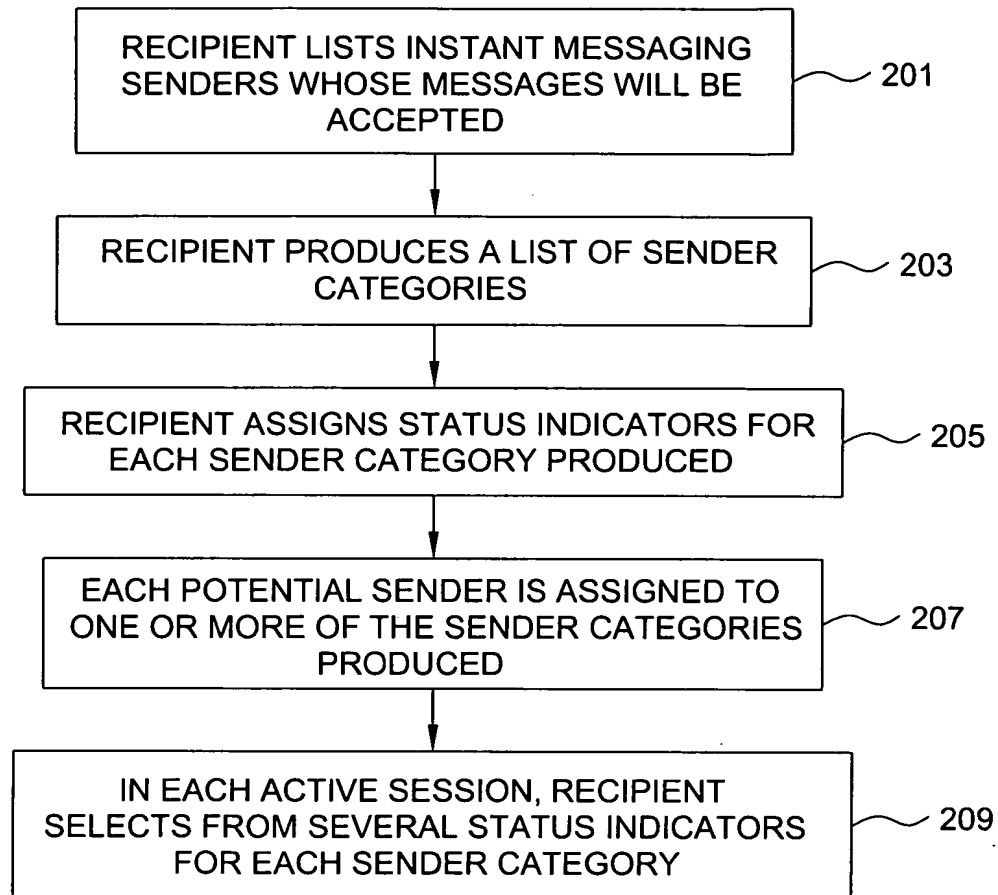 RECIPIENT LISTS INSTANT MESSAGING
SENDERS WHOSE MESSAGES WILL BE
ACCEPTED
201
RECIPIENT PRODUCES A LIST OF SENDER
CATEGORIES
203
RECIPIENT ASSIGNS STATUS INDICATORS FOR
EACH SENDER CATEGORY PRODUCED
205
EACH POTENTIAL SENDER IS ASSIGNED TO
ONE OR MORE OF THE SENDER CATEGORIES
PRODUCED
207
IN EACH ACTIVE SESSION, RECIPIENT
SELECTS FROM SEVERAL STATUS INDICATORS
FOR EACH SENDER CATEGORY
209